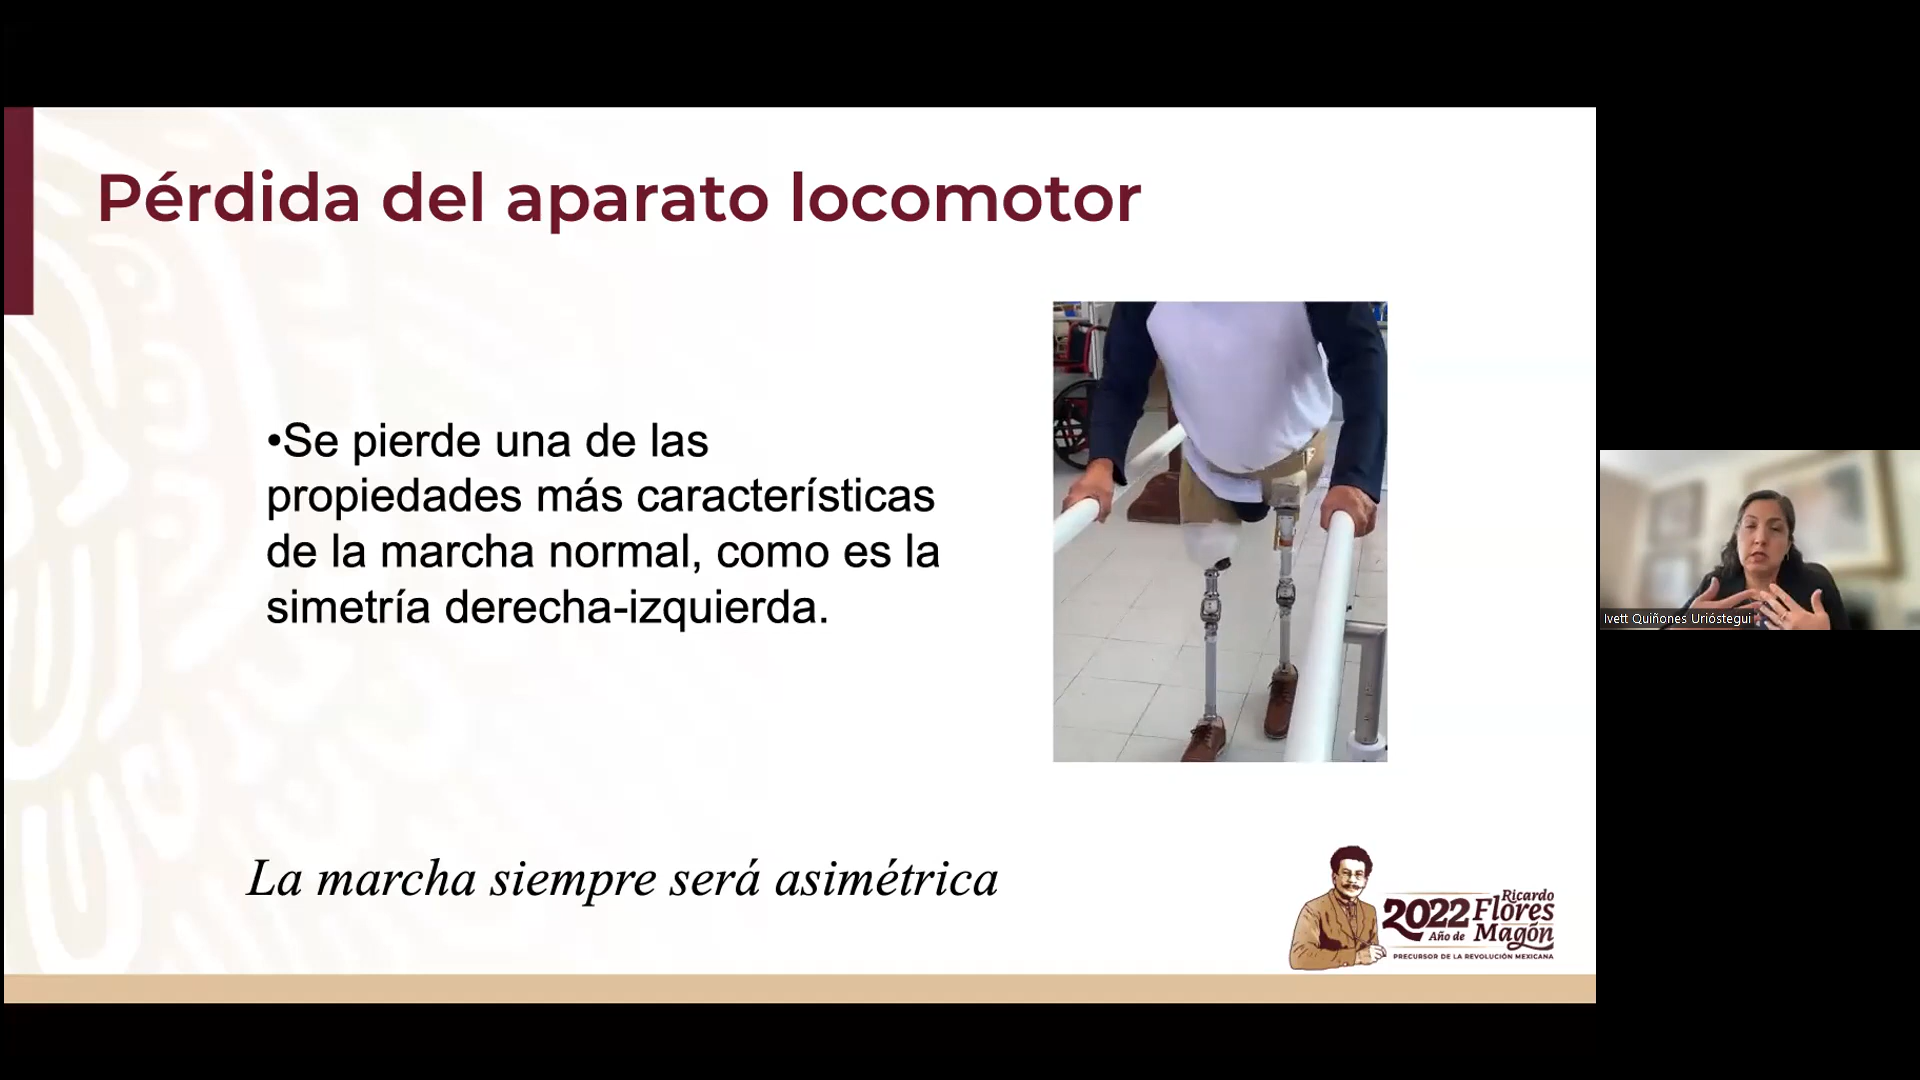 Pérdida del aparato locomotor
•Se pierde una de las
propiedades más características
de la marcha normal, como es la
simetría derecha-izquierda.
La marcha siempre será asimétrica
2022
Año de
Ricardo
Flores
Magón
PRECURSOR DE LA REVOLUCIÓN MEXICANA
Ivett Quiñones Urióstegui